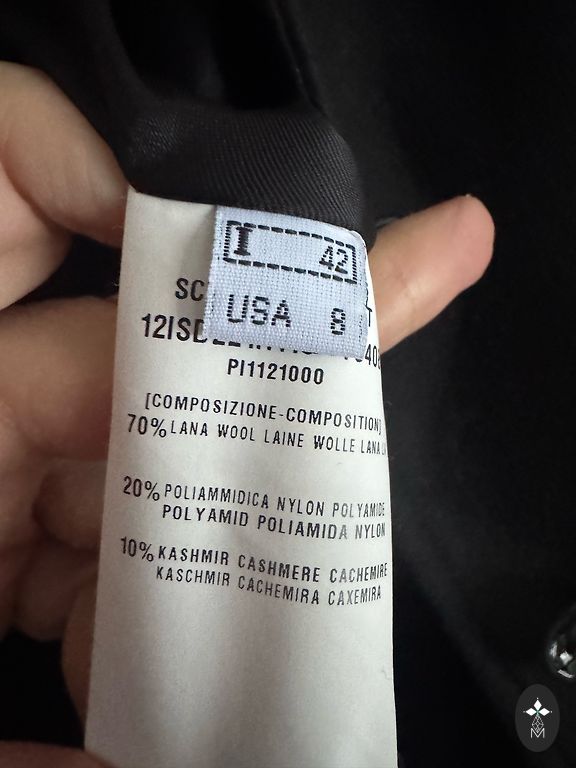 I 42
USA 8
SC
PI1121000
[COMPOSIZIONE-COMPOSITION]
70% LANA WOOL LAINE WOLLE LANA
20% POLIAMMIDICA NYLON POLYAMIDE
POLYAMID POLIAMIDA NYLON
10% KASHMIR CASHMERE CACHEMIRE
KASCHMIR CACHEMIRA CAXEMIRA
M